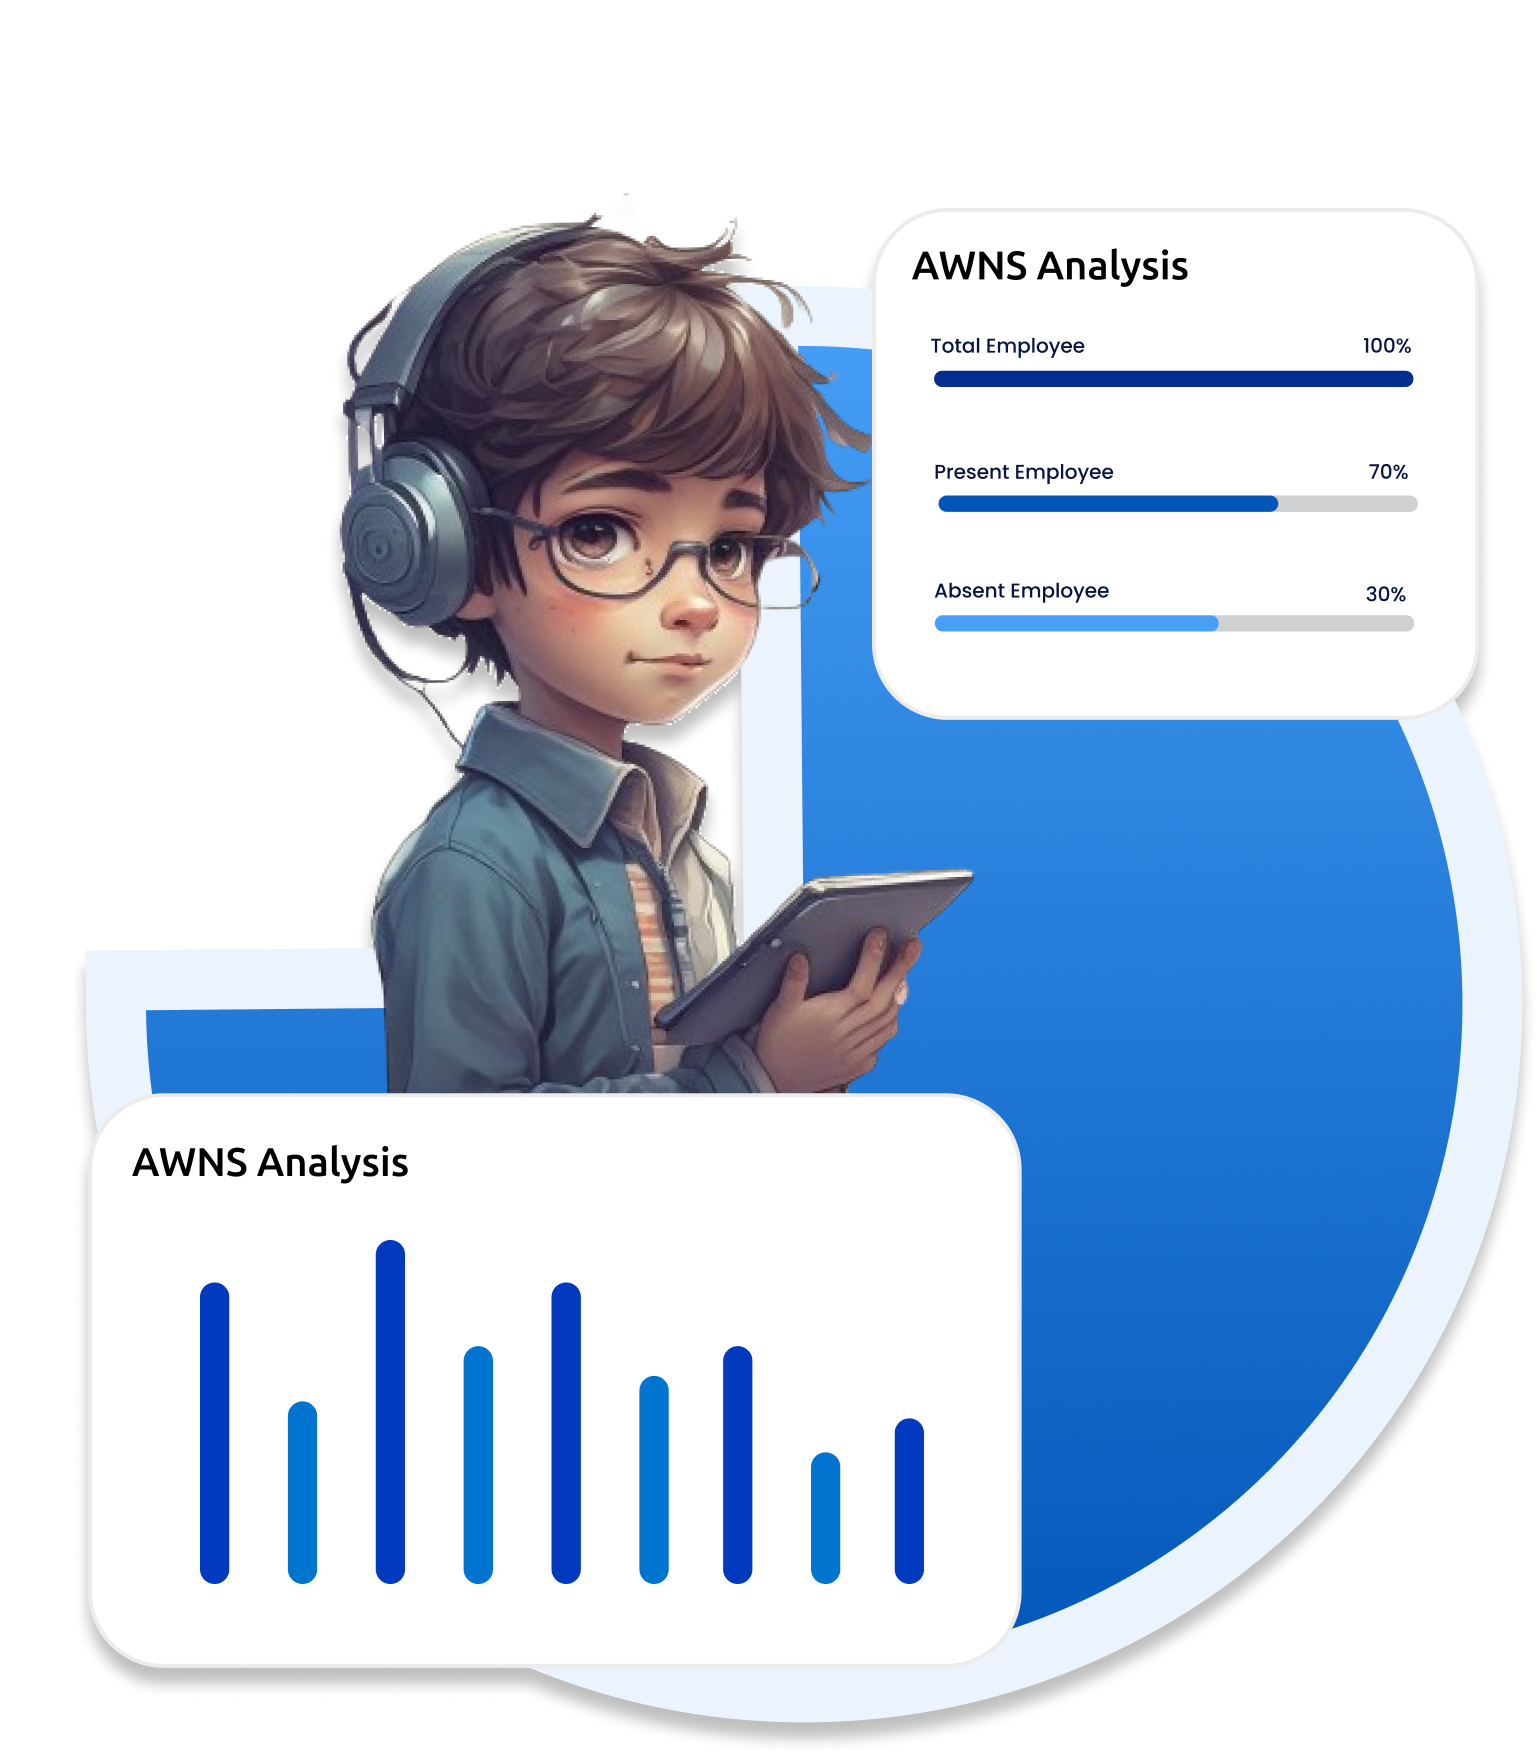 AWNS Analysis
Total Employee 100%
Present Employee 70%
Absent Employee 30%
AWNS Analysis